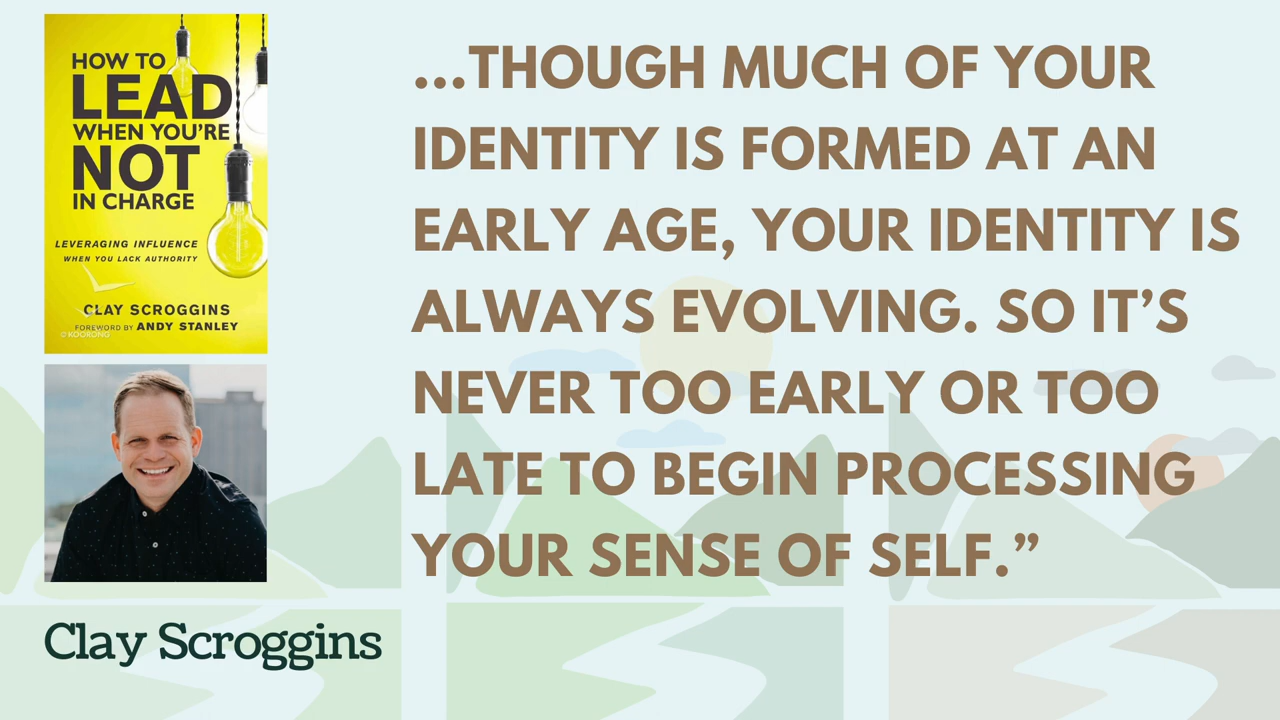 HOW TO
LEAD
WHEN YOU'RE
NOT
IN CHARGE
LEVERAGING INFLUENCE
WHEN YOU LACK AUTHORITY
CLAY SCROGGINS
FOREWORD BY ANDY STANLEY
©KOORONG
Clay Scroggins
...THOUGH MUCH OF YOUR
IDENTITY IS FORMED AT AN
EARLY AGE, YOUR IDENTITY IS
ALWAYS EVOLVING. SO IT’S
NEVER TOO EARLY OR TOO
LATE TO BEGIN PROCESSING
YOUR SENSE OF SELF.”